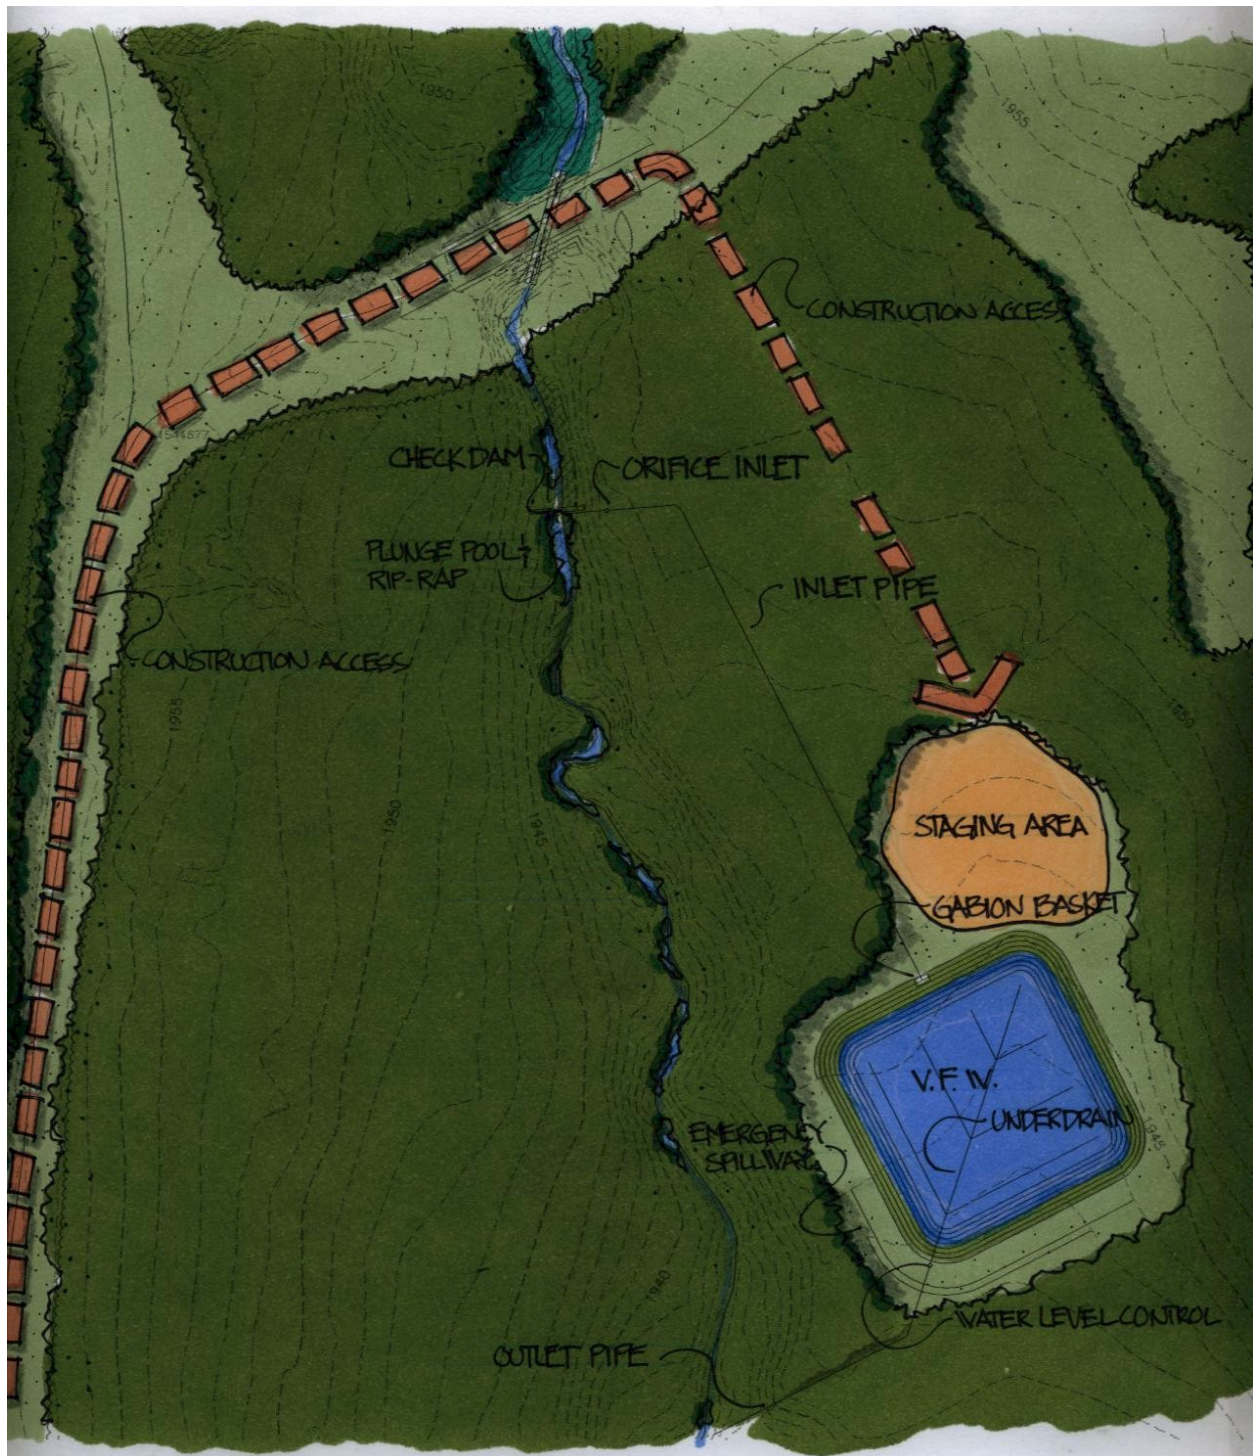 1950
1955
CONSTRUCTION ACCESS
CHECK DAM
ORIFICE INLET
PLUNGE POOL &
RIP-RAP
INLET PIPE
CONSTRUCTION ACCESS
1955
1950
STAGING AREA
1950
1945
GABION BASKET
V.F.W.
UNDERDRAIN
EMERGENCY
SPILLWAY
1945
1940
WATER LEVEL CONTROL
OUTLET PIPE